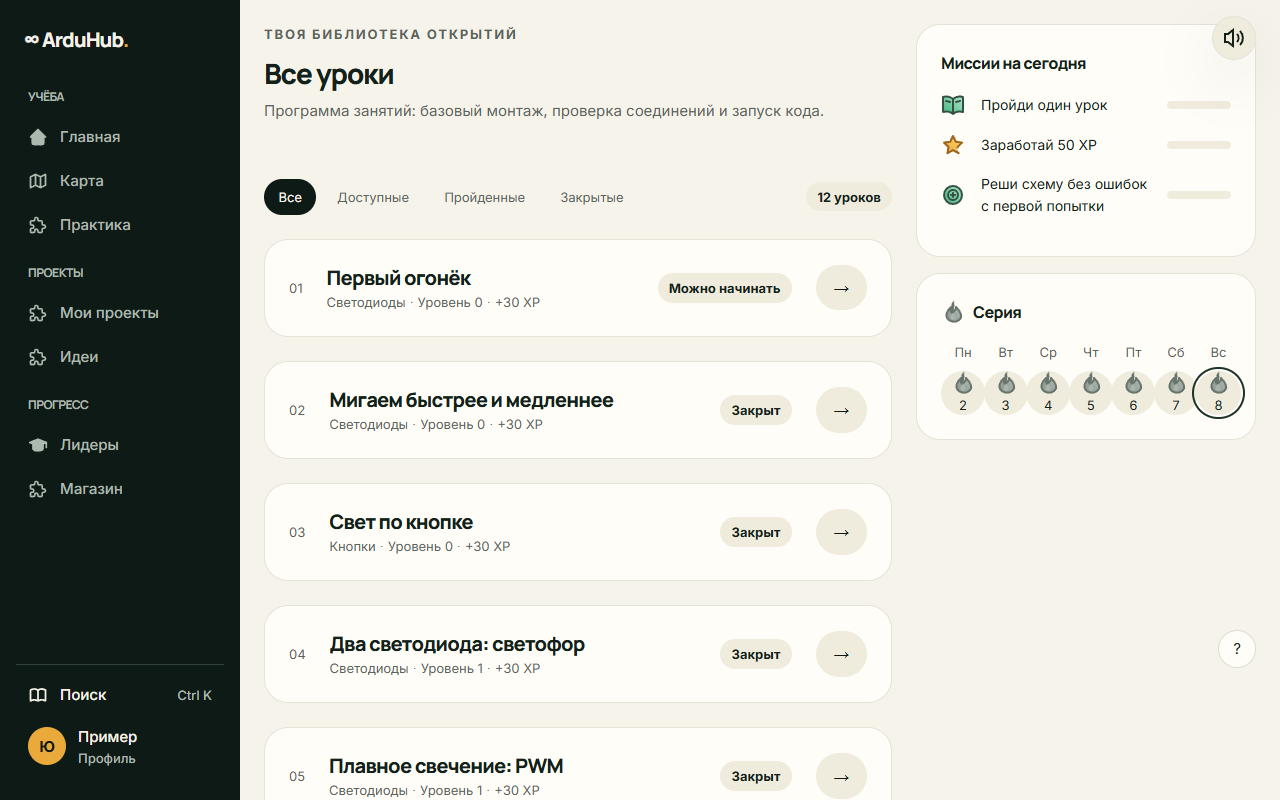 ArduHub.
УЧЁБА
Главная
Карта
Практика
ПРОЕКТЫ
Мои проекты
Идеи
ПРОГРЕСС
Лидеры
Магазин
Поиск Ctrl K
Ю
Пример
Профиль
ТВОЯ БИБЛИОТЕКА ОТКРЫТИЙ
Все уроки
Программа занятий: базовый монтаж, проверка соединений и запуск кода.
Все Доступные Пройденные Закрытые 12 уроков
01 Первый огонёк Можно начинать →
Светодиоды · Уровень 0 · +30 XP
02 Мигаем быстрее и медленнее Закрыт →
Светодиоды · Уровень 0 · +30 XP
03 Свет по кнопке Закрыт →
Кнопки · Уровень 0 · +30 XP
04 Два светодиода: светофор Закрыт →
Светодиоды · Уровень 1 · +30 XP
05 Плавное свечение: PWM Закрыт →
Светодиоды · Уровень 1 · +30 XP
Миссии на сегодня
Пройди один урок
Заработай 50 XP
Реши схему без ошибок
с первой попытки
Серия
Пн Вт Ср Чт Пт Сб Вс
2 3 4 5 6 7 8
?